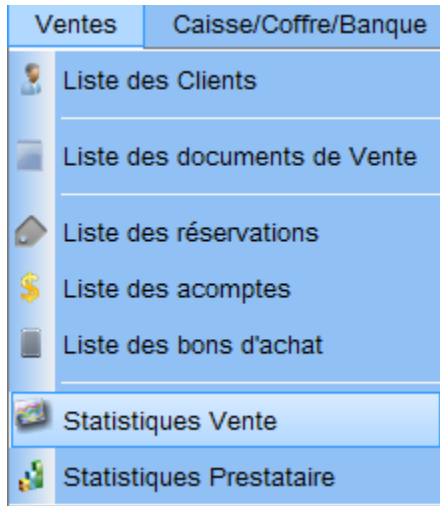 Ventes Caisse/Coffre/Banque
Liste des Clients
Liste des documents de Vente
Liste des réservations
Liste des acomptes
Liste des bons d'achat
Statistiques Vente
Statistiques Prestataire